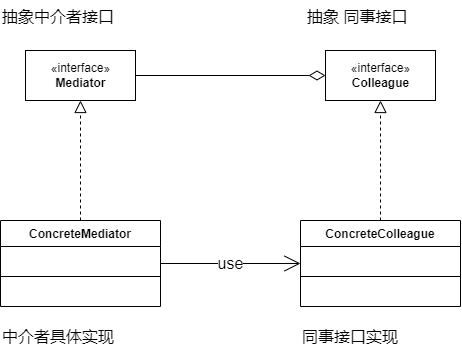 抽象中介者接口
抽象 同事接口
«interface»
Mediator
«interface»
Colleague
ConcreteMediator
use
ConcreteColleague
中介者具体实现
同事接口实现